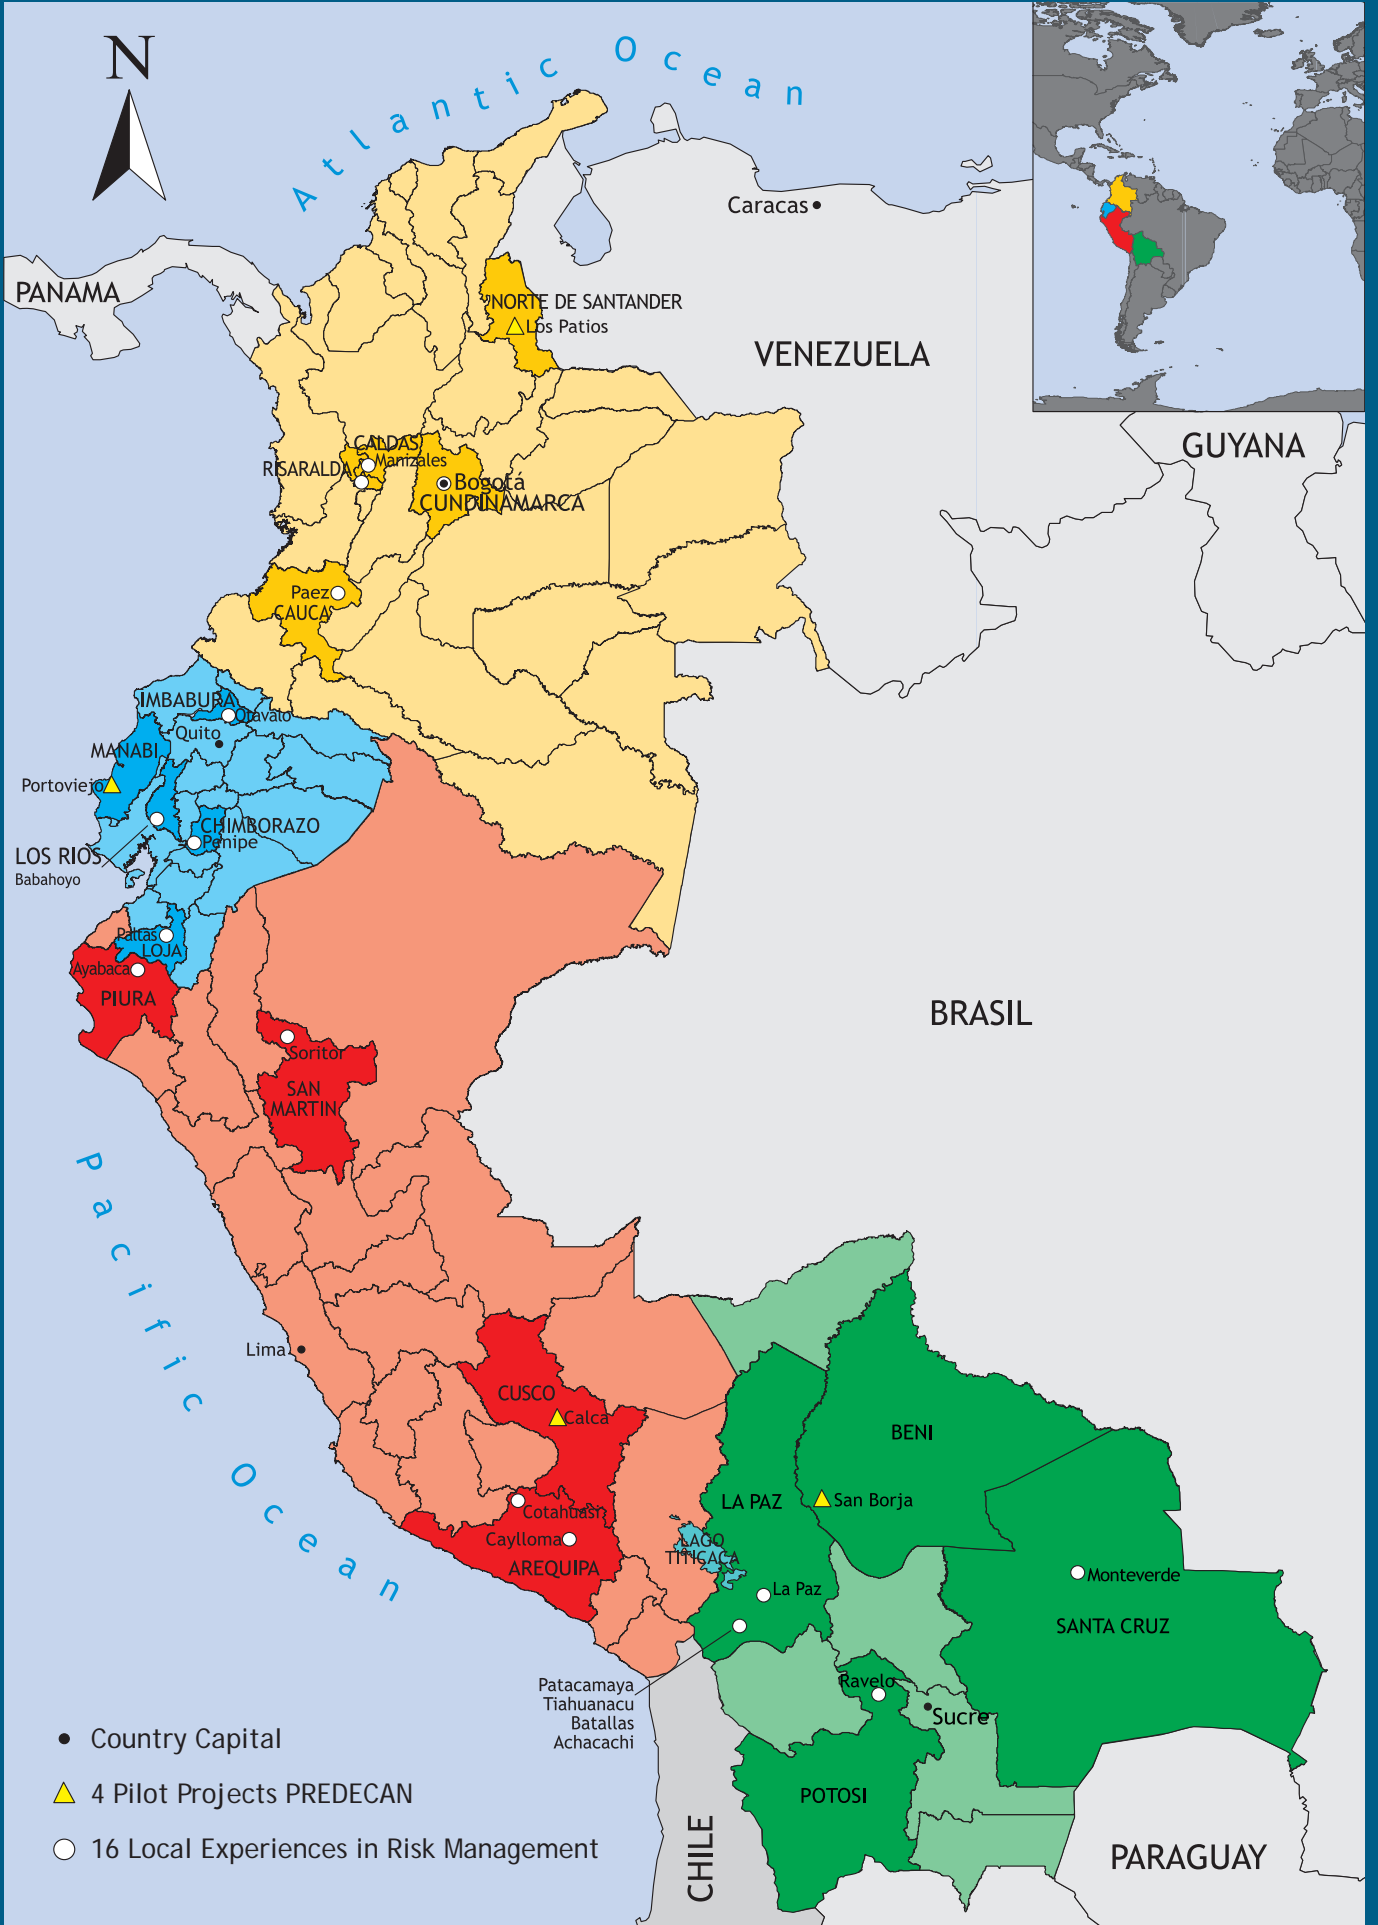 N
Atlantic Ocean
Caracas
PANAMA
NORTE DE SANTANDER
Los Patios
VENEZUELA
GUYANA
CALDAS
Manizales
RISARALDA
Bogotá
CUNDINAMARCA
Paez
CAUCA
IMBABURA
Otavalo
Quito
MANABI
Portoviejo
CHIMBORAZO
Penipe
LOS RIOS
Babahoyo
Paltas
LOJA
Ayabaca
PIURA
BRASIL
Soritor
SAN
MARTIN
Pacific Ocean
Lima
CUSCO
Calca
BENI
LA PAZ
San Borja
Cotahuasi
Caylloma
AREQUIPA
LAGO
TITICACA
La Paz
Monteverde
SANTA CRUZ
Patacamaya
Tiahuanacu
Batallas
Achacachi
Ravelo
Sucre
POTOSI
CHILE
PARAGUAY
Country Capital
4 Pilot Projects PREDECAN
16 Local Experiences in Risk Management